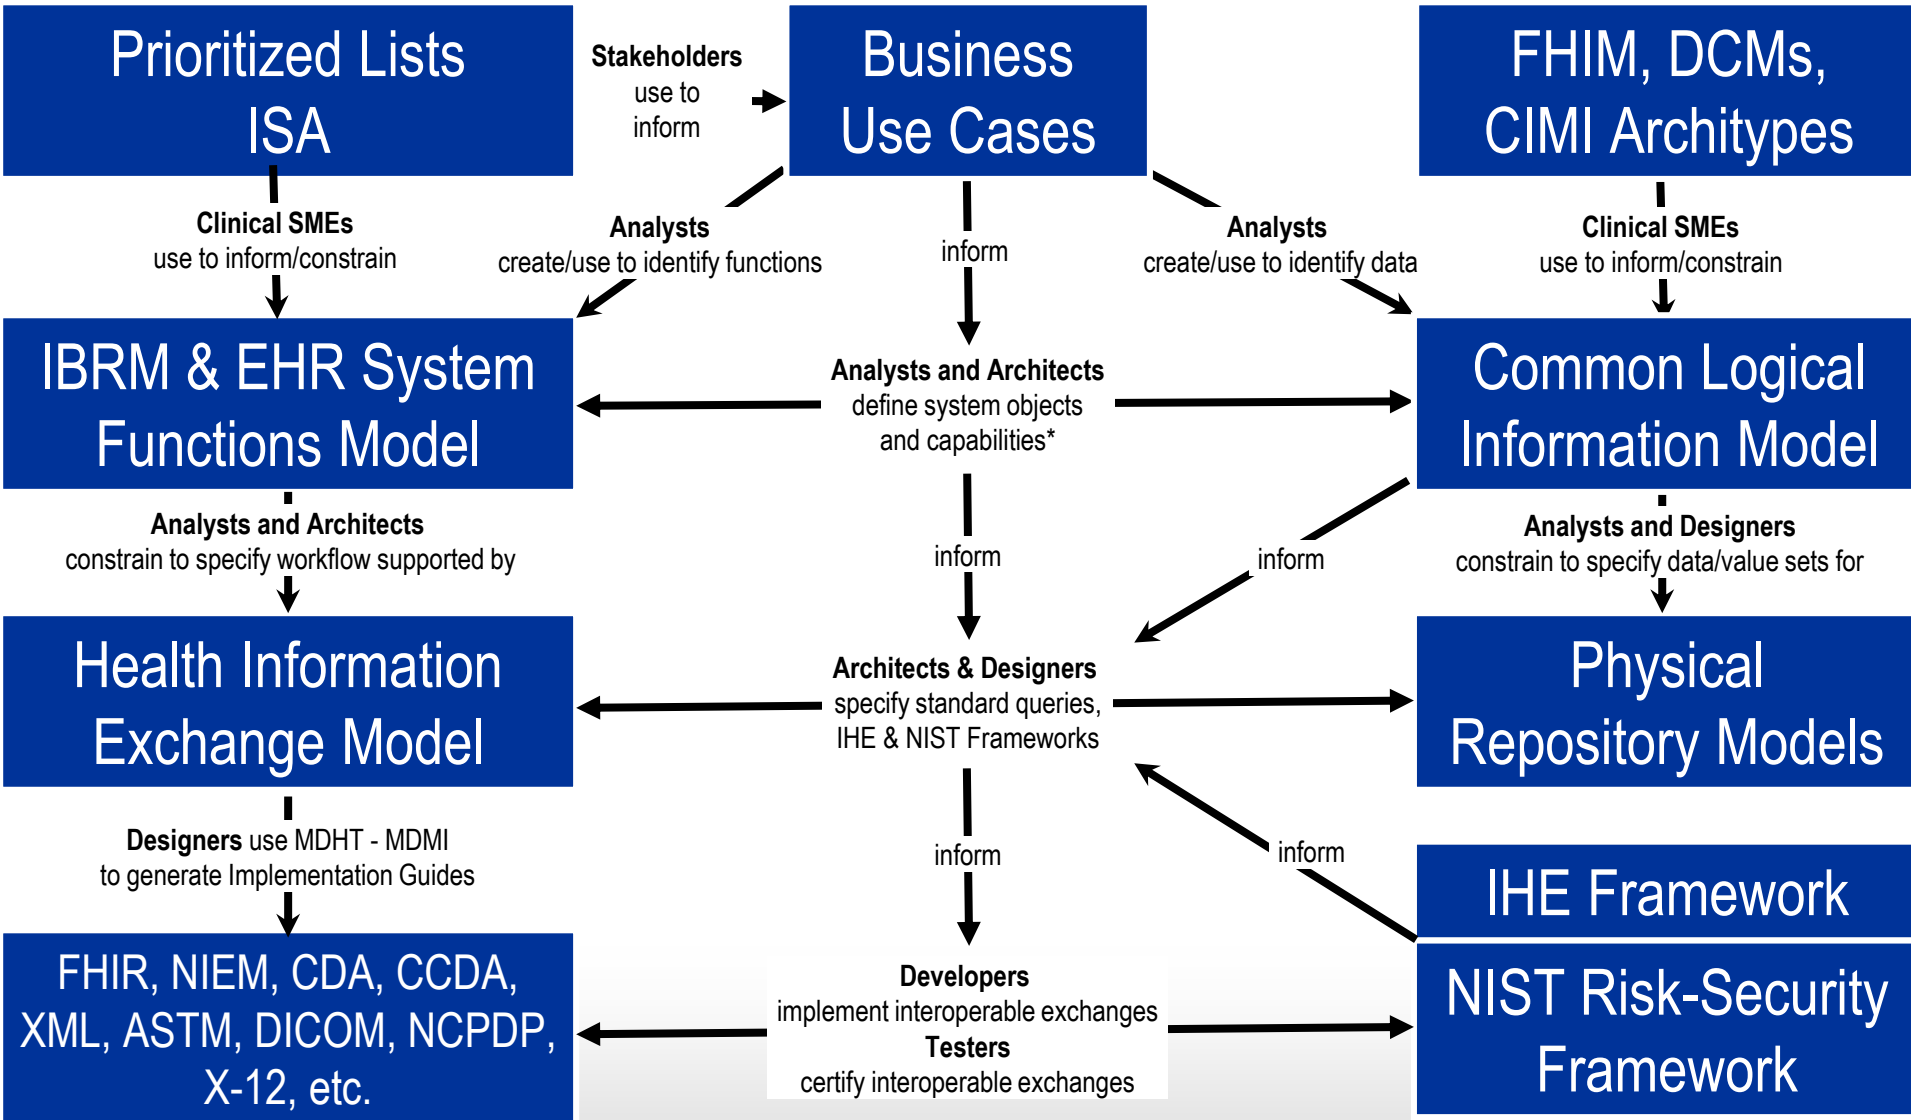 Prioritized Lists
ISA
Stakeholders
use to
inform
Business
Use Cases
FHIM, DCMs,
CIMI Architypes
Clinical SMEs
use to inform/constrain
Analysts
create/use to identify functions
inform
Analysts
create/use to identify data
Clinical SMEs
use to inform/constrain
IBRM & EHR System
Functions Model
Analysts and Architects
define system objects
and capabilities*
Common Logical
Information Model
Analysts and Architects
constrain to specify workflow supported by
inform
inform
Analysts and Designers
constrain to specify data/value sets for
Health Information
Exchange Model
Architects & Designers
specify standard queries,
IHE & NIST Frameworks
Physical
Repository Models
Designers use MDHT - MDMI
to generate Implementation Guides
inform
inform
IHE Framework
FHIR, NIEM, CDA, CCDA,
XML, ASTM, DICOM, NCPDP,
X-12, etc.
Developers
implement interoperable exchanges
Testers
certify interoperable exchanges
NIST Risk-Security
Framework